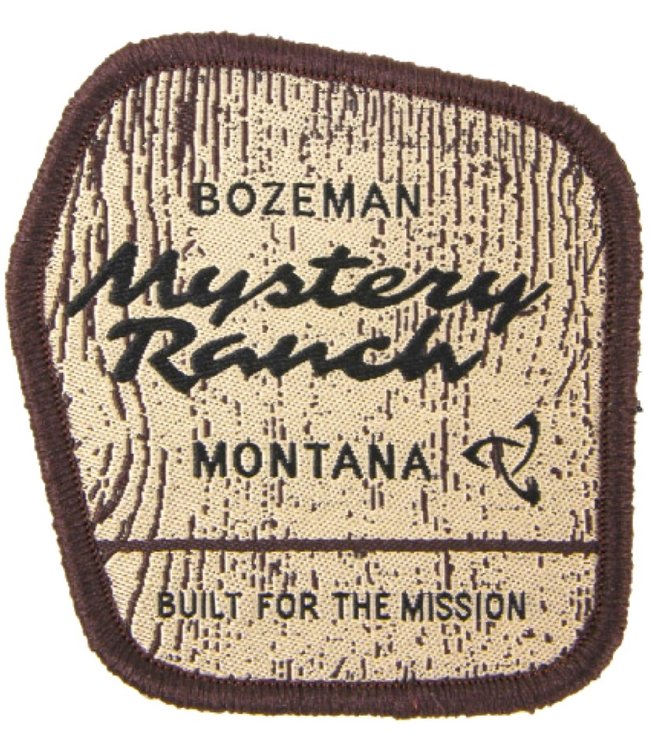 BOZEMAN
Mystery
Ranch
MONTANA
BUILT FOR THE MISSION